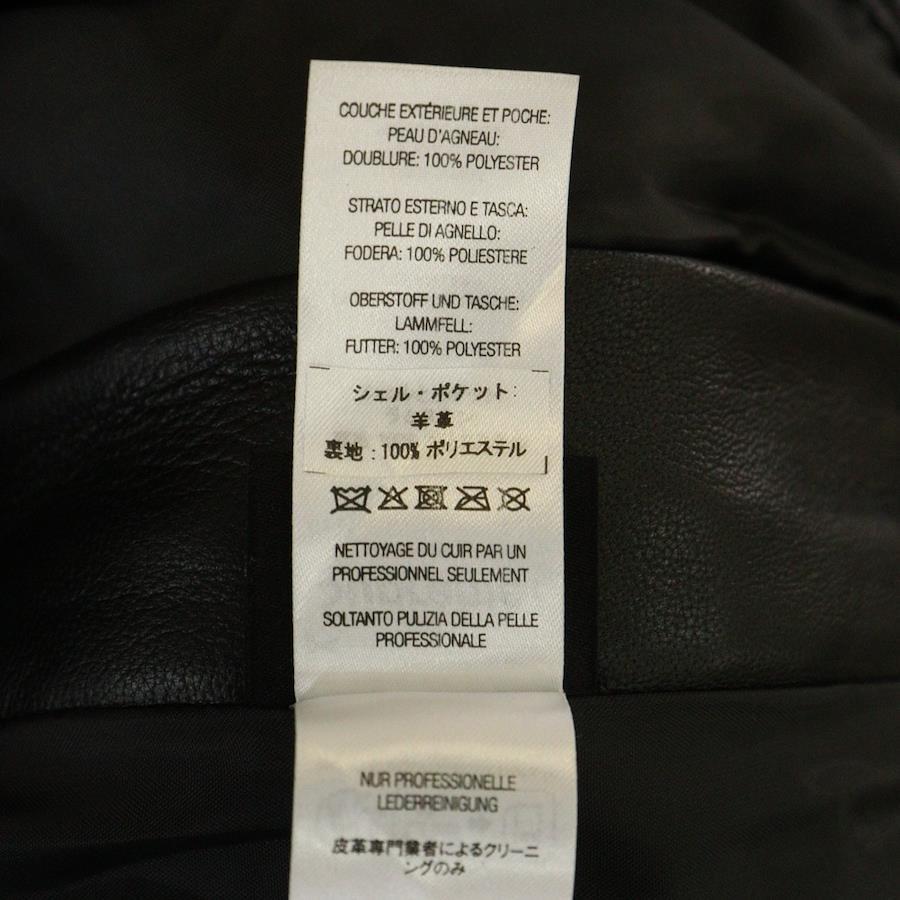 COUCHE EXTÉRIEURE ET POCHE:
PEAU D'AGNEAU:
DOUBLURE: 100% POLYESTER
STRATO ESTERNO E TASCA:
PELLE DI AGNELLO:
FODERA: 100% POLIESTERE
OBERSTOFF UND TASCHE:
LAMMFELL:
FUTTER: 100% POLYESTER
シェル・ポケット:
羊革
裏地:100% ポリエステル
NETTOYAGE DU CUIR PAR UN
PROFESSIONNEL SEULEMENT
SOLTANTO PULIZIA DELLA PELLE
PROFESSIONALE
NUR PROFESSIONELLE
LEDERREINIGUNG
皮革専門業者によるクリーニ
ングのみ